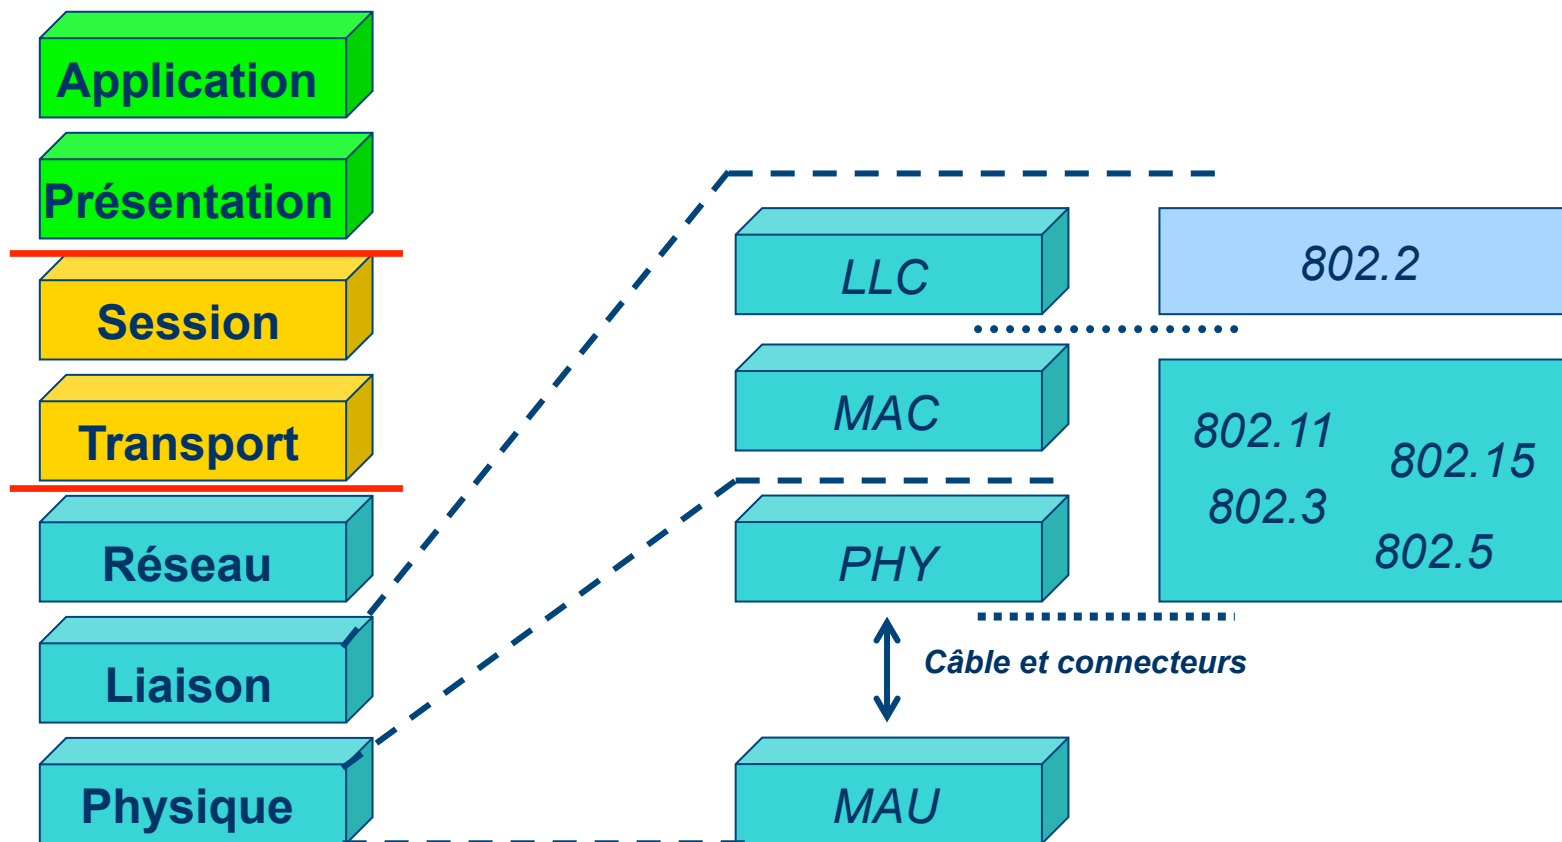 Application
Présentation
Session
Transport
Réseau
Liaison
Physique
LLC
MAC
PHY
Câble et connecteurs
MAU
802.2
802.11
802.15
802.3
802.5